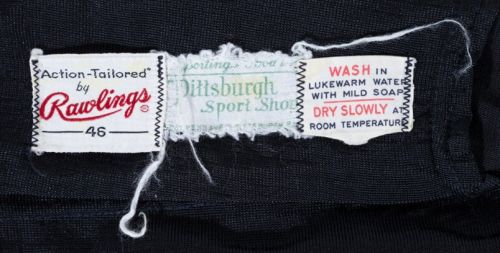 "Action-Tailored"
by
Rawlings®
46
Sporting
Pittsburgh
Sport Shop
WASH IN
LUKEWARM WATER
WITH MILD SOAP
DRY SLOWLY AT
ROOM TEMPERATURE